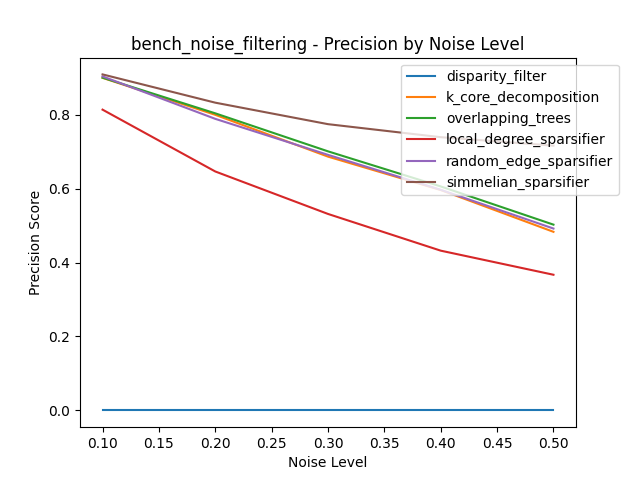 bench_noise_filtering - Precision by Noise Level
disparity_filter
k_core_decomposition
overlapping_trees
local_degree_sparsifier
random_edge_sparsifier
simmelian_sparsifier
Precision Score
0.8
0.6
0.4
0.2
0.0
0.10 0.15 0.20 0.25 0.30 0.35 0.40 0.45 0.50
Noise Level